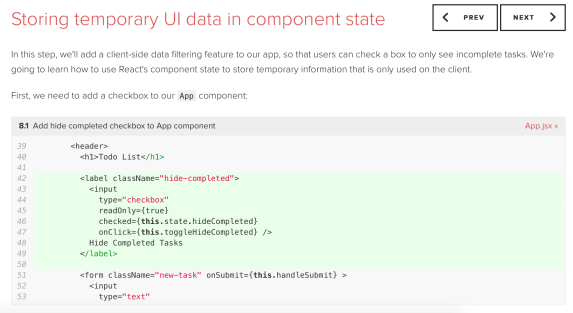 Storing temporary UI data in component state
PREV
NEXT
In this step, we'll add a client-side data filtering feature to our app, so that users can check a box to only see incomplete tasks. We're
going to learn how to use React's component state to store temporary information that is only used on the client.
First, we need to add a checkbox to our App component:
8.1 Add hide completed checkbox to App component
App.jsx »
39 <header>
40 <h1>Todo List</h1>
41
42 <label className="hide-completed">
43 <input
44 type="checkbox"
45 readOnly={true}
46 checked={this.state.hideCompleted}
47 onClick={this.toggleHideCompleted} />
48 Hide Completed Tasks
49 </label>
50
51 <form className="new-task" onSubmit={this.handleSubmit} >
52 <input
53 type="text"